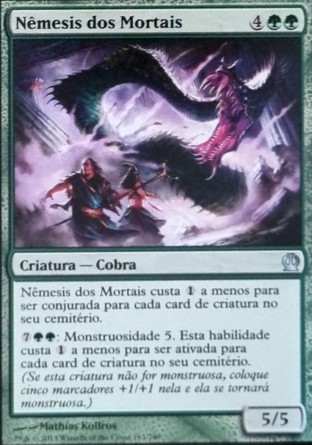 Nêmesis dos Mortais 4
Criatura — Cobra
Nêmesis dos Mortais custa 1 a menos para
ser conjurada para cada card de criatura no
seu cemitério.
7: Monstruosidade 5. Esta habilidade
custa 1 a menos para ser ativada para
cada card de criatura no seu cemitério.
(Se esta criatura não for monstruosa, coloque
cinco marcadores +1/+1 nela e ela se tornará
monstruosa.)
5/5
Mathias Kollros